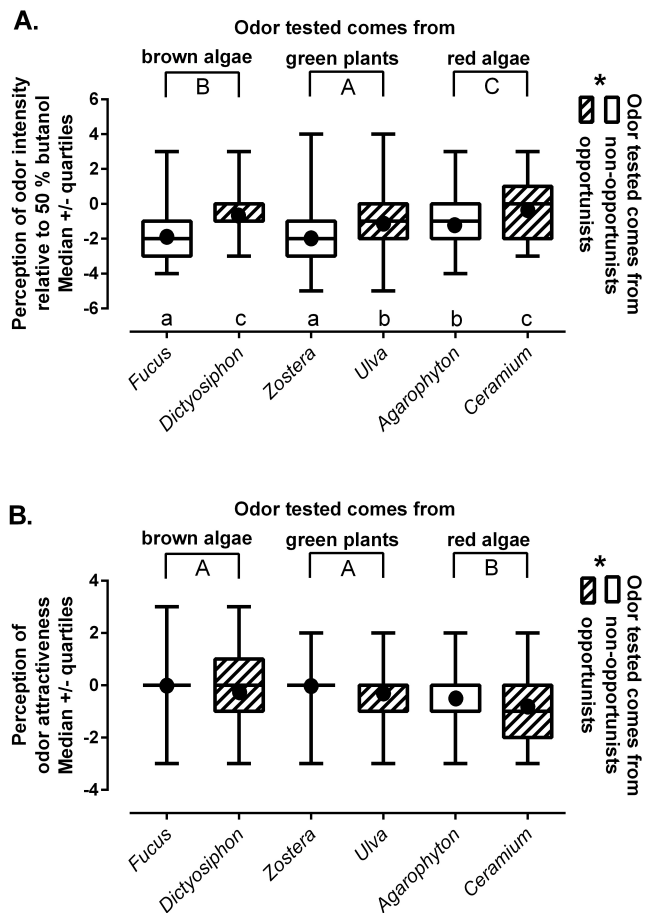 A.
Odor tested comes from
brown algae green plants red algae
B A C
Perception of odor intensity
relative to 50 % butanol
Median +/- quartiles
6
4
2
0
-2
-4
-6
a c a b b c
Fucus
Dictyosiphon
Zostera
Ulva
Agarophyton
Ceramium
*
Odor tested comes from
non-opportunists
opportunists
B.
Odor tested comes from
brown algae green plants red algae
A A B
Perception of
odor attractiveness
Median +/- quartiles
4
2
0
-2
-4
Fucus
Dictyosiphon
Zostera
Ulva
Agarophyton
Ceramium
*
Odor tested comes from
non-opportunists
opportunists